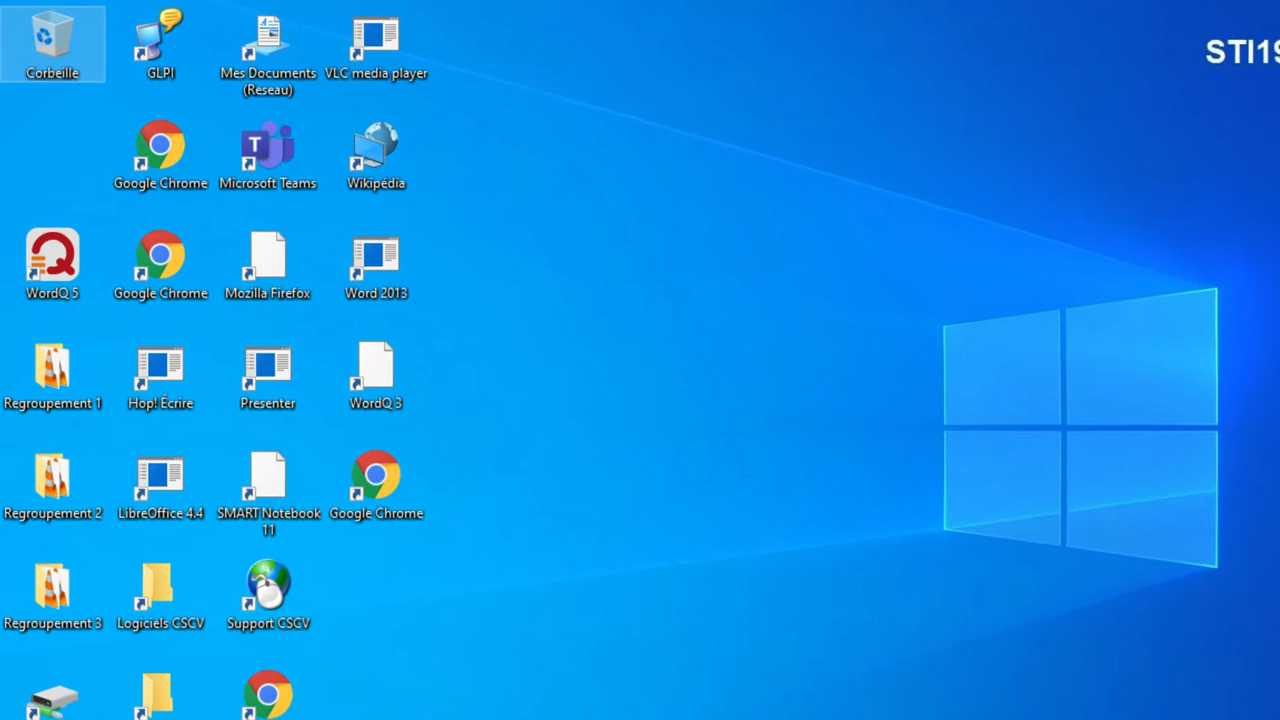 STI19
Corbeille
GLPI
Mes Documents
(Reseau)
VLC media player
Google Chrome
Microsoft Teams
Wikipédia
WordQ 5
Google Chrome
Mozilla Firefox
Word 2013
Regroupement 1
Hop! Écrire
Presenter
WordQ 3
Regroupement 2
LibreOffice 4.4
SMART Notebook
11
Google Chrome
Regroupement 3
Logiciels CSCV
Support CSCV